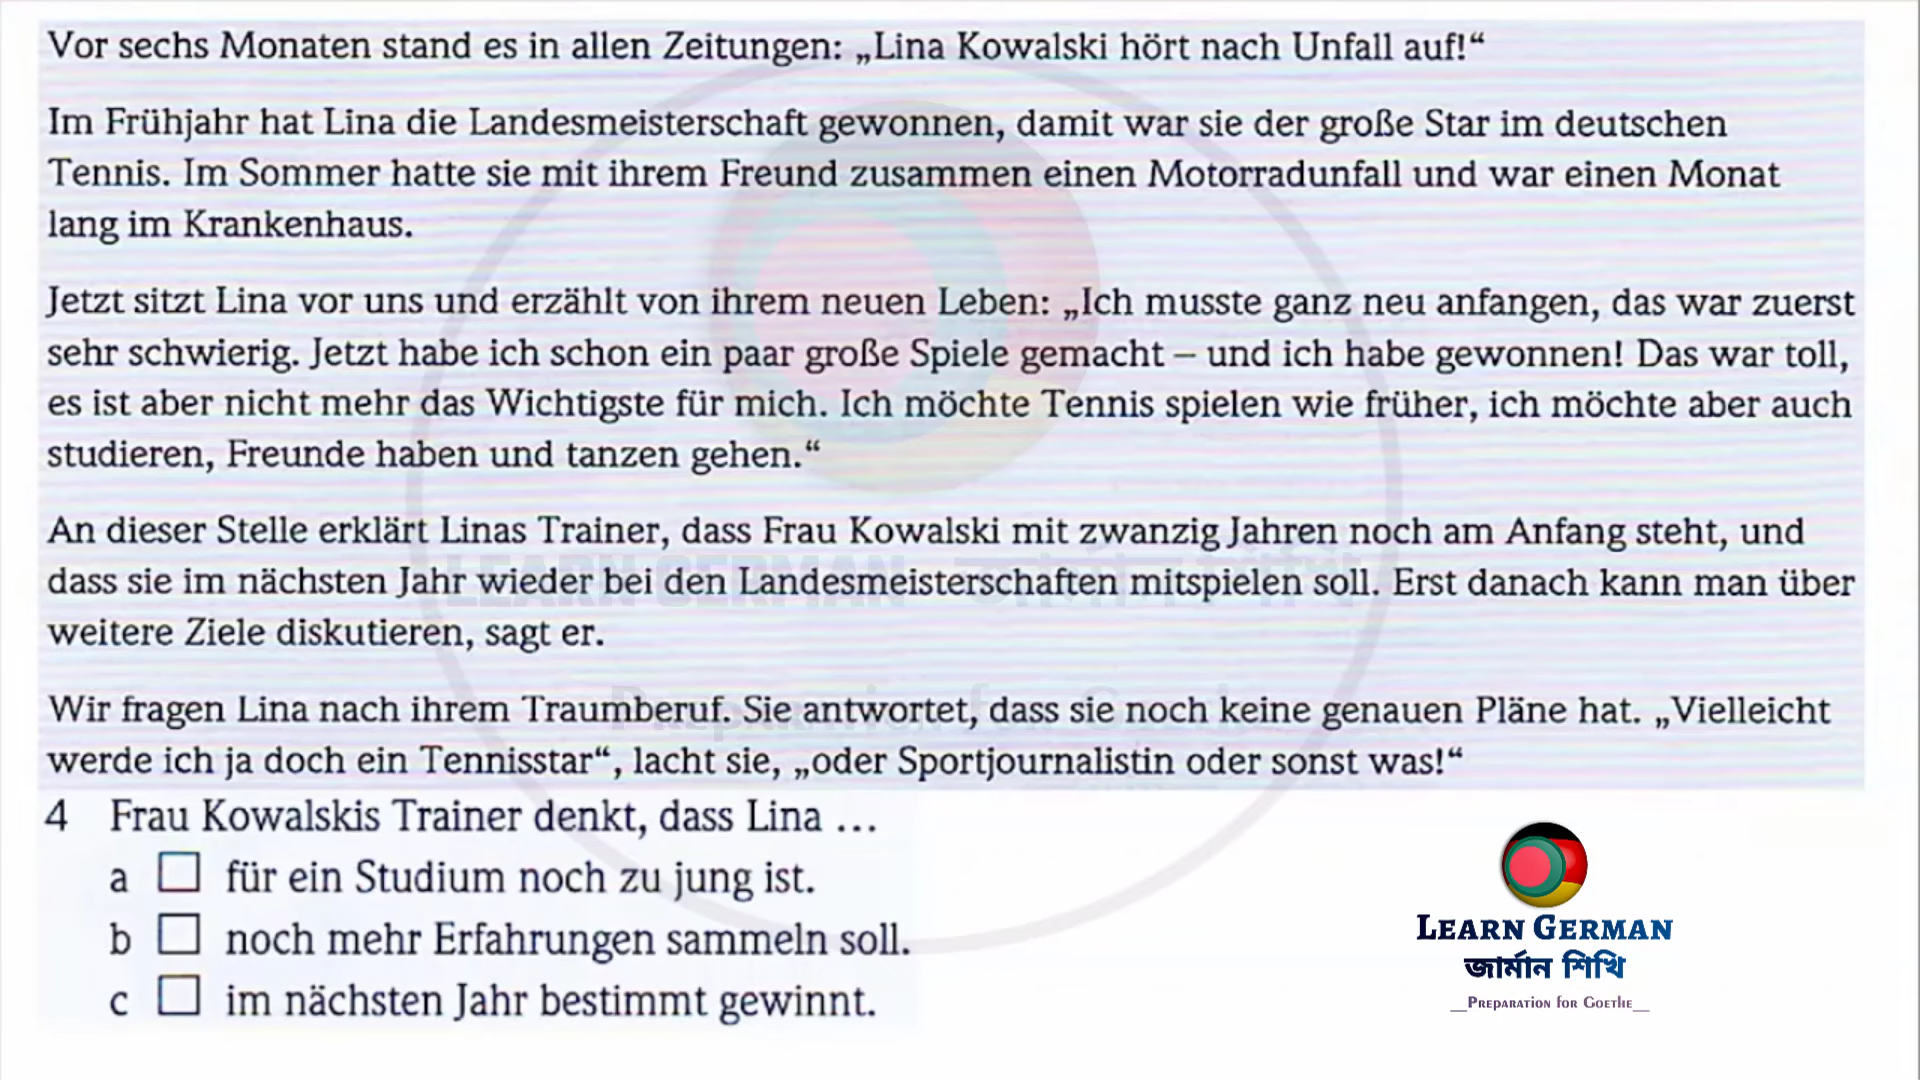 Vor sechs Monaten stand es in allen Zeitungen: „Lina Kowalski hört nach Unfall auf!“
Im Frühjahr hat Lina die Landesmeisterschaft gewonnen, damit war sie der große Star im deutschen
Tennis. Im Sommer hatte sie mit ihrem Freund zusammen einen Motorradunfall und war einen Monat
lang im Krankenhaus.
Jetzt sitzt Lina vor uns und erzählt von ihrem neuen Leben: „Ich musste ganz neu anfangen, das war zuerst
sehr schwierig. Jetzt habe ich schon ein paar große Spiele gemacht – und ich habe gewonnen! Das war toll,
es ist aber nicht mehr das Wichtigste für mich. Ich möchte Tennis spielen wie früher, ich möchte aber auch
studieren, Freunde haben und tanzen gehen.“
An dieser Stelle erklärt Linas Trainer, dass Frau Kowalski mit zwanzig Jahren noch am Anfang steht, und
dass sie im nächsten Jahr wieder bei den Landesmeisterschaften mitspielen soll. Erst danach kann man über
weitere Ziele diskutieren, sagt er.
Wir fragen Lina nach ihrem Traumberuf. Sie antwortet, dass sie noch keine genauen Pläne hat. „Vielleicht
werde ich ja doch ein Tennisstar“, lacht sie, „oder Sportjournalistin oder sonst was!“
4 Frau Kowalskis Trainer denkt, dass Lina ...
a für ein Studium noch zu jung ist.
b noch mehr Erfahrungen sammeln soll.
c im nächsten Jahr bestimmt gewinnt.
LEARN GERMAN
জার্মান শিখি
__PREPARATION FOR GOETHE__